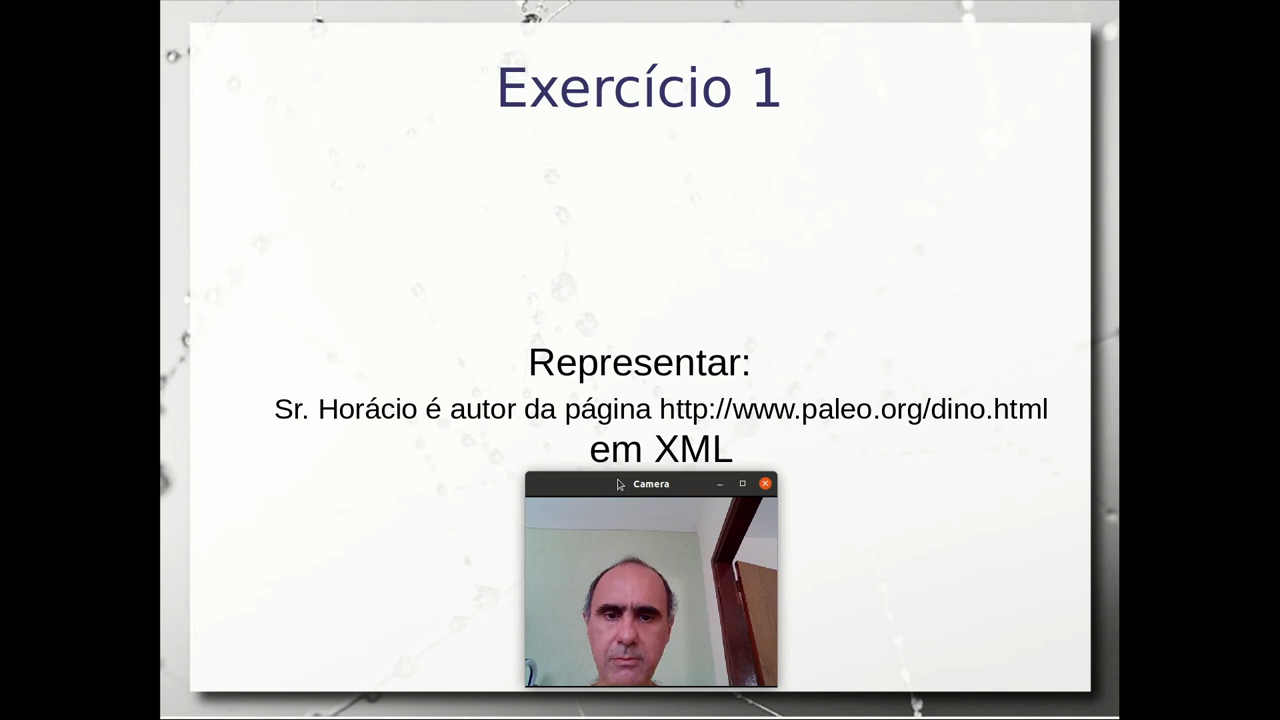 Exercício 1
Representar:
Sr. Horácio é autor da página http://www.paleo.org/dino.html
em XML
Camera